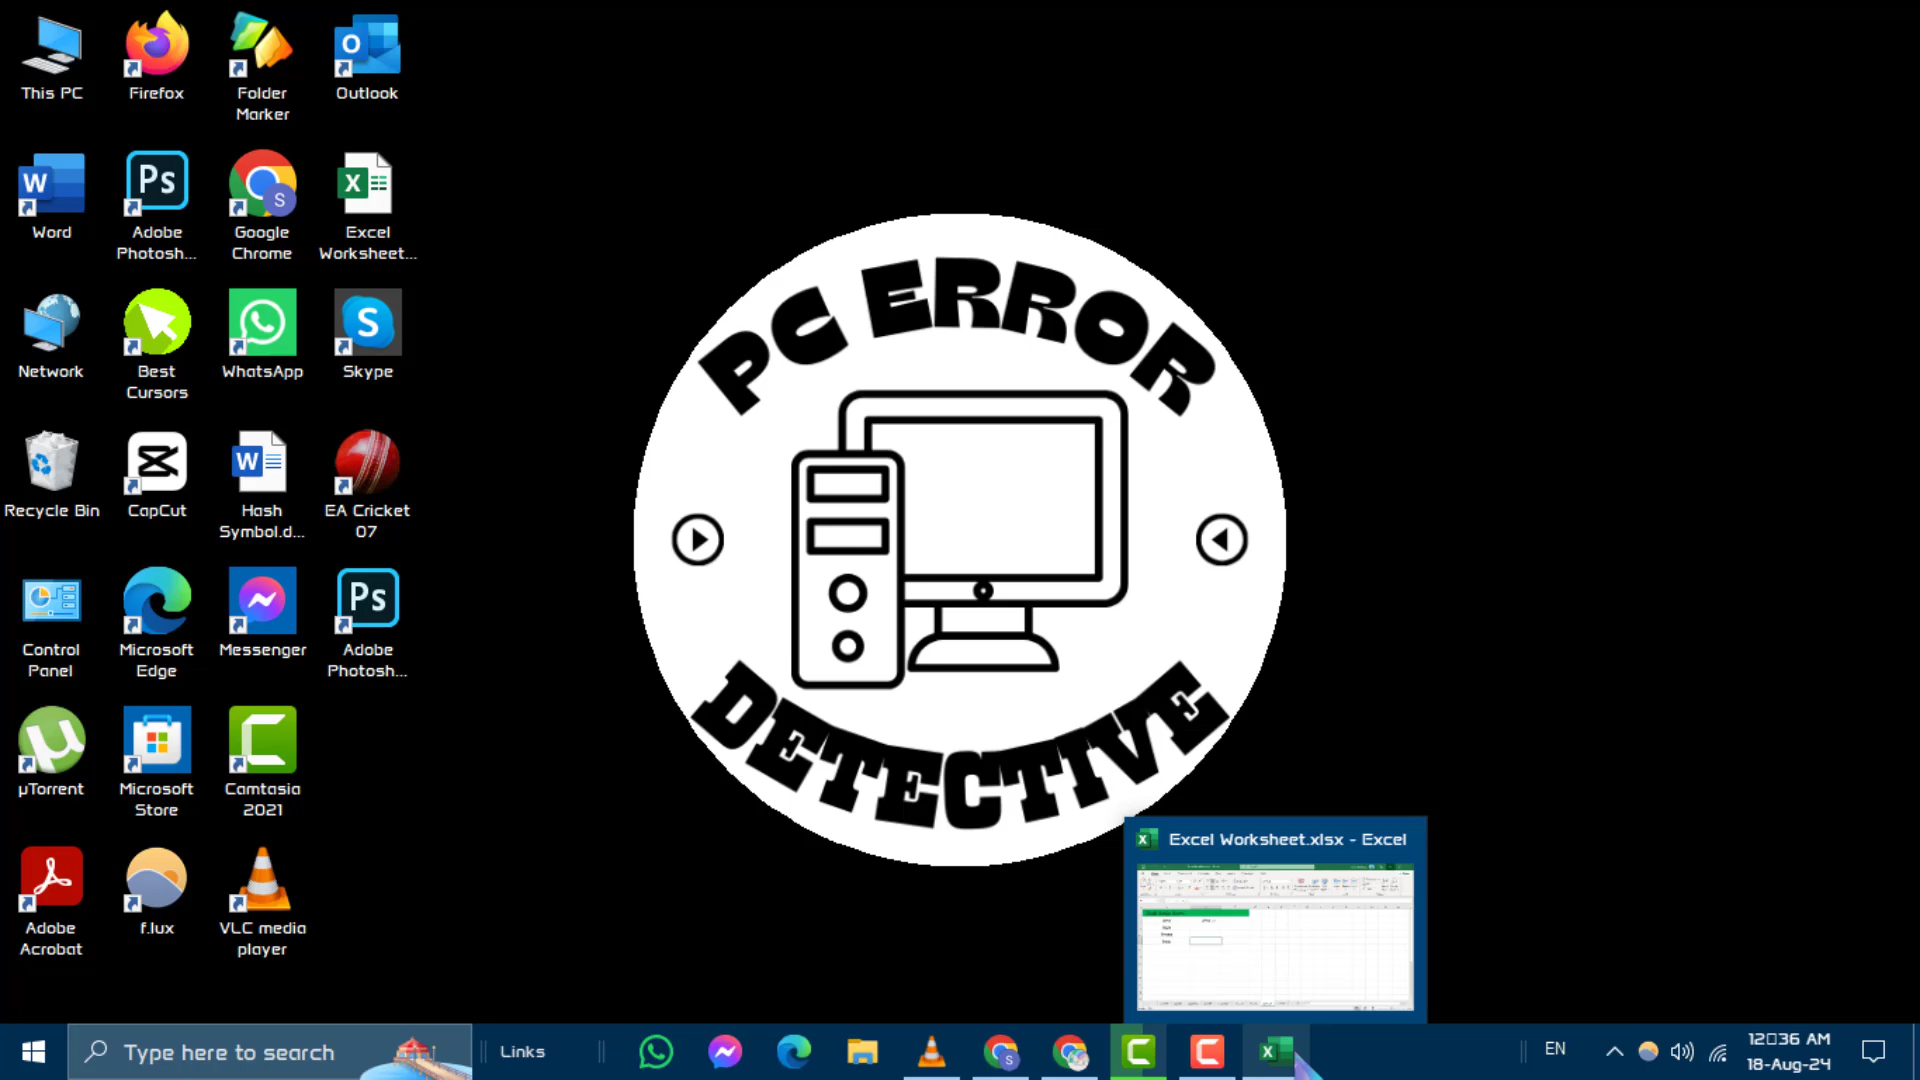 This PC
Firefox
Folder
Marker
Outlook
Word
Adobe
Photosh...
Google
Chrome
Excel
Worksheet...
Network
Best
Cursors
WhatsApp
Skype
Recycle Bin
CapCut
Hash
Symbol.d...
EA Cricket
07
Control
Panel
Microsoft
Edge
Messenger
Adobe
Photosh...
µTorrent
Microsoft
Store
Camtasia
2021
Adobe
Acrobat
f.lux
VLC media
player
PC ERROR
DETECTIVE
Excel Worksheet.xlsx - Excel
Type here to search
Links
EN
12▯36 AM
18-Aug-24